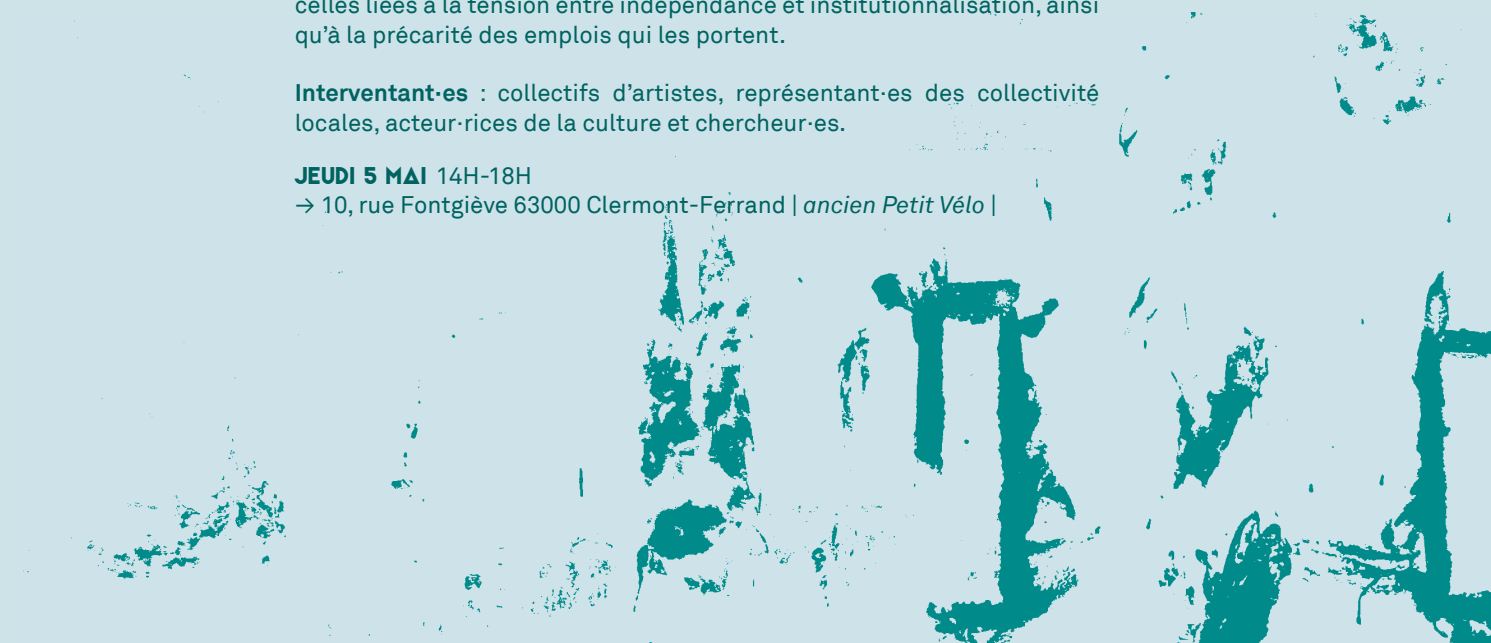 celles liées à la tension entre indépendance et institutionnalisation, ainsi
qu'à la précarité des emplois qui les portent.
Interventant·es : collectifs d'artistes, représentant·es des collectivité
locales, acteur·rices de la culture et chercheur·es.
JEUDI 5 MAI 14H-18H
→ 10, rue Fontgiève 63000 Clermont-Ferrand | ancien Petit Vélo |